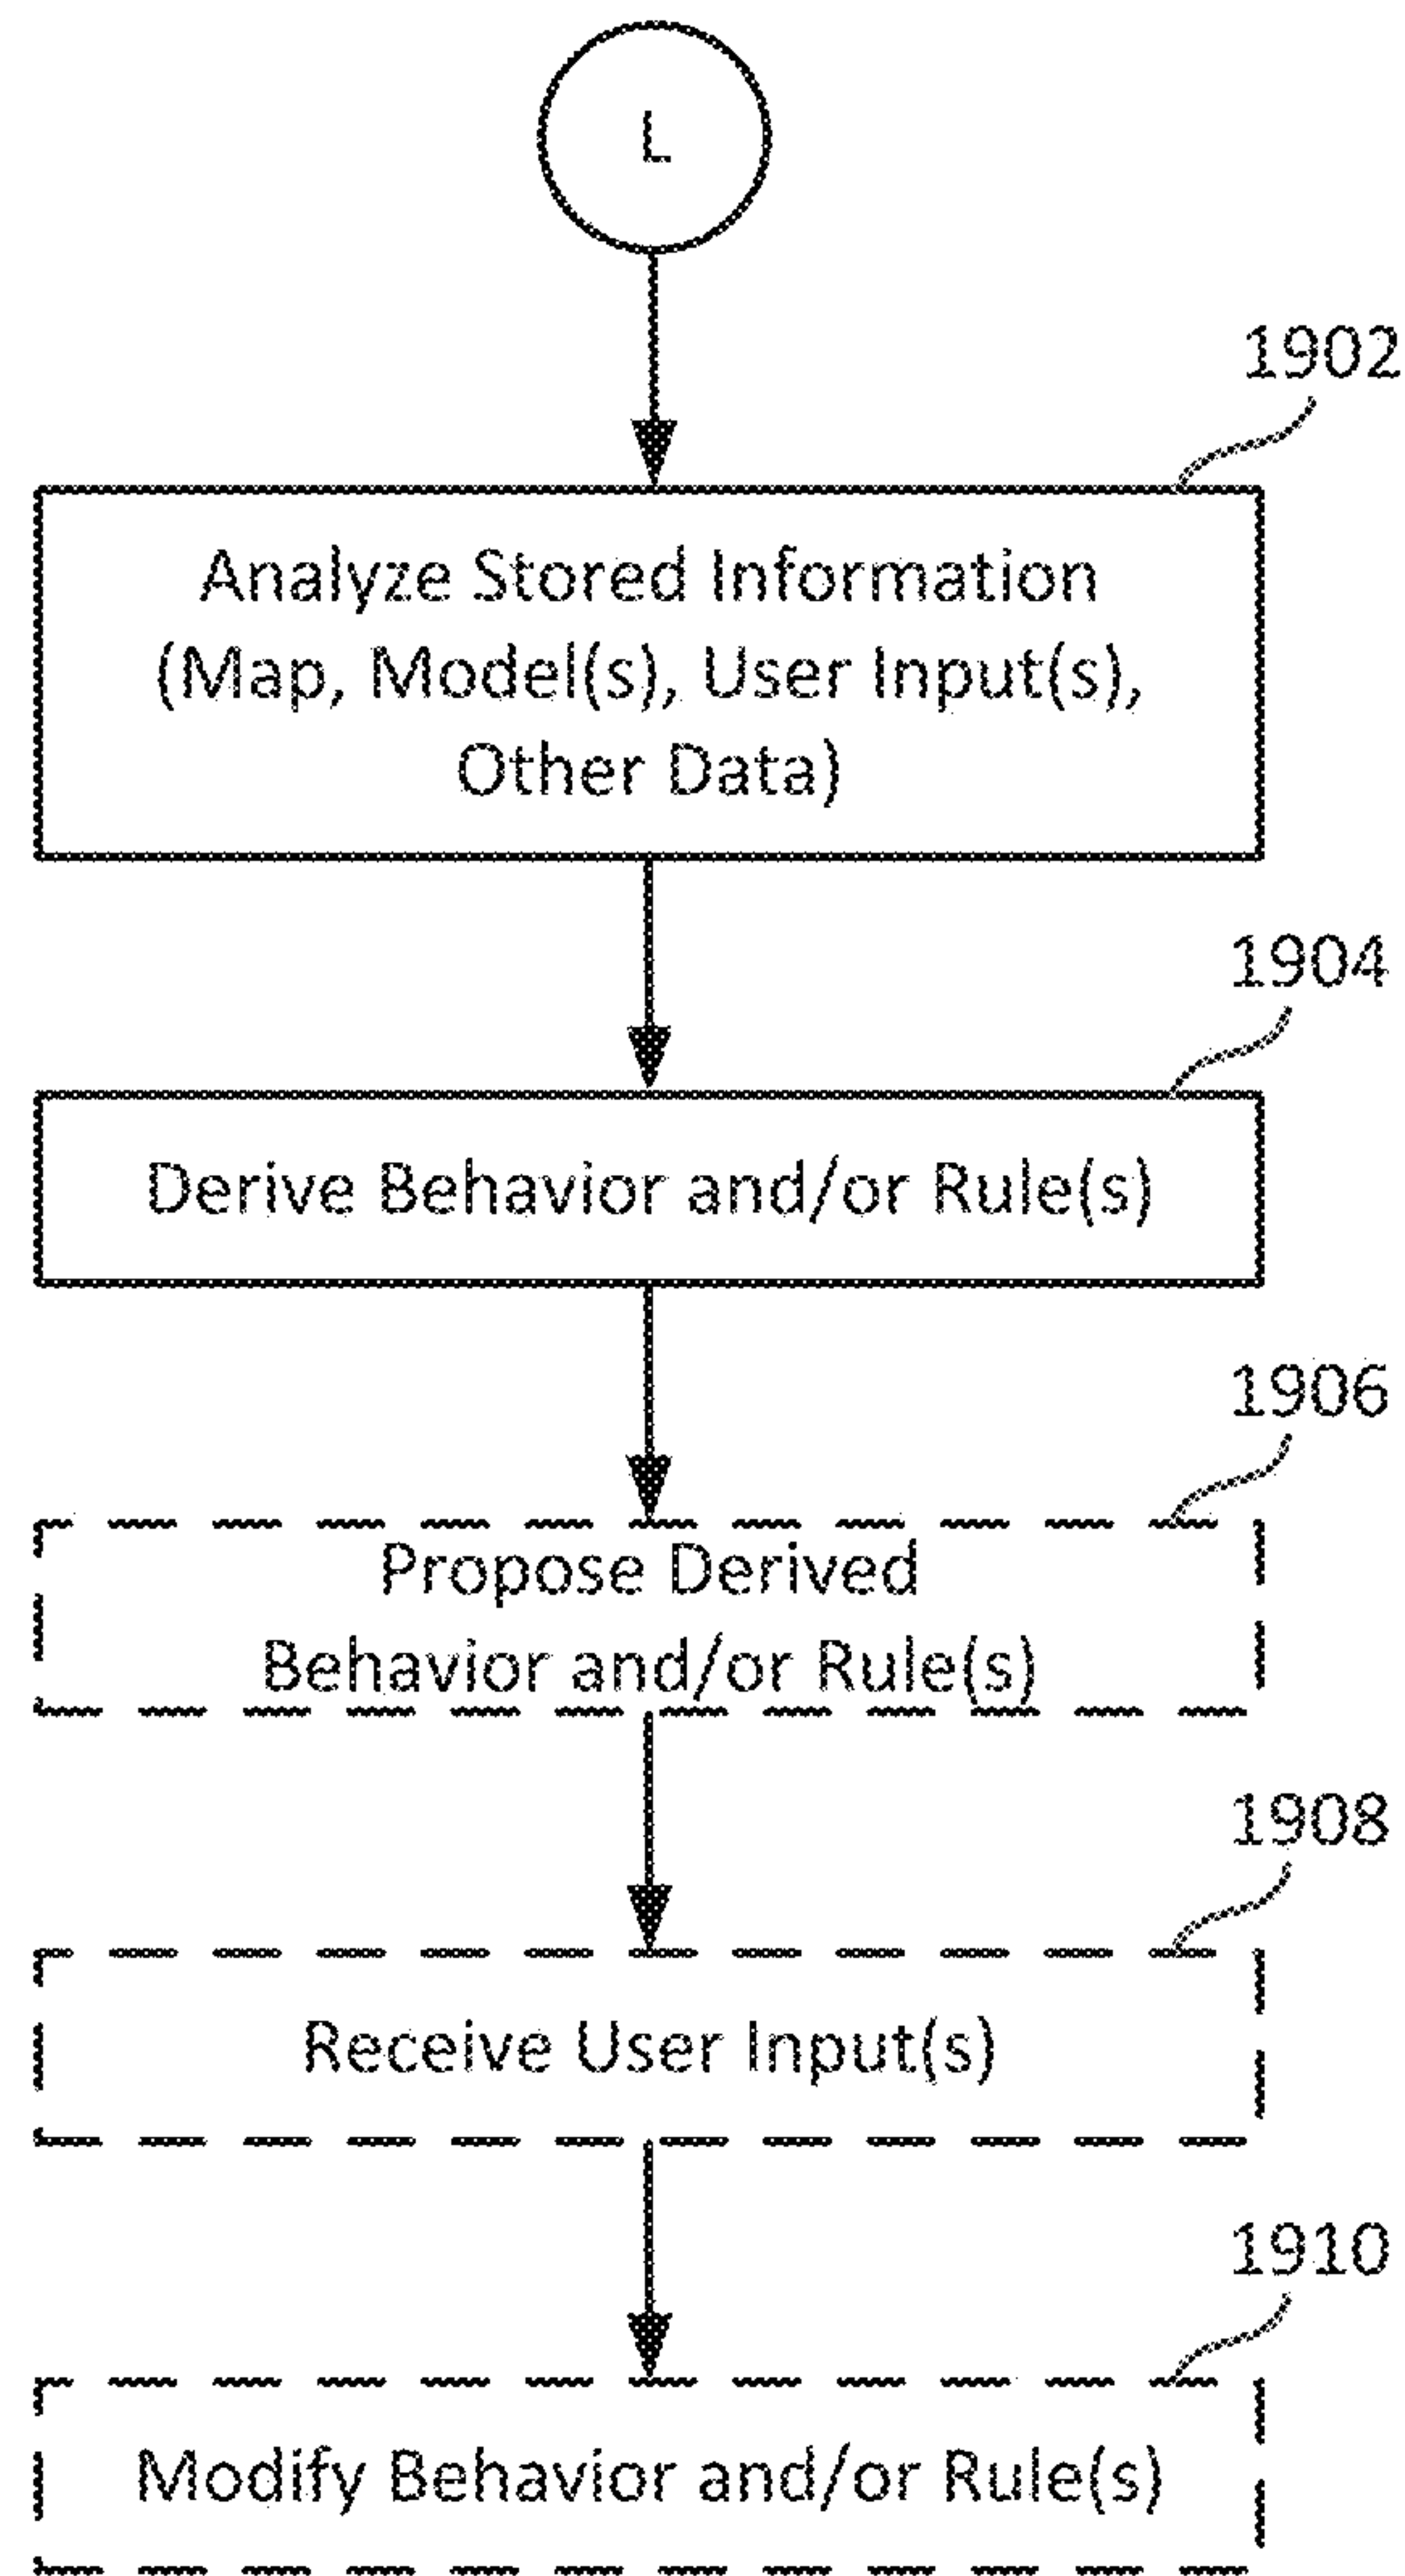 L
1902
Analyze Stored Information
(Map, Model(s), User Input(s),
Other Data)
1904
Derive Behavior and/or Rule(s)
1906
Propose Derived
Behavior and/or Rule(s)
1908
Receive User Input(s)
1910
Modify Behavior and/or Rule(s)